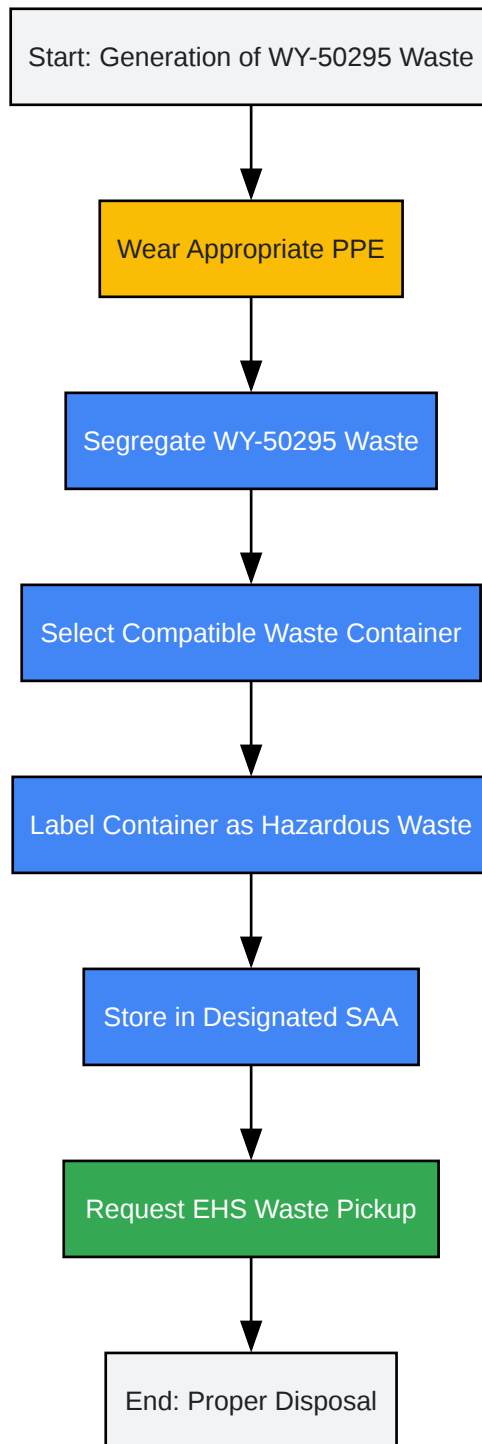 Start: Generation of WY-50295 Waste
Wear Appropriate PPE
Segregate WY-50295 Waste
Select Compatible Waste Container
Label Container as Hazardous Waste
Store in Designated SAA
Request EHS Waste Pickup
End: Proper Disposal